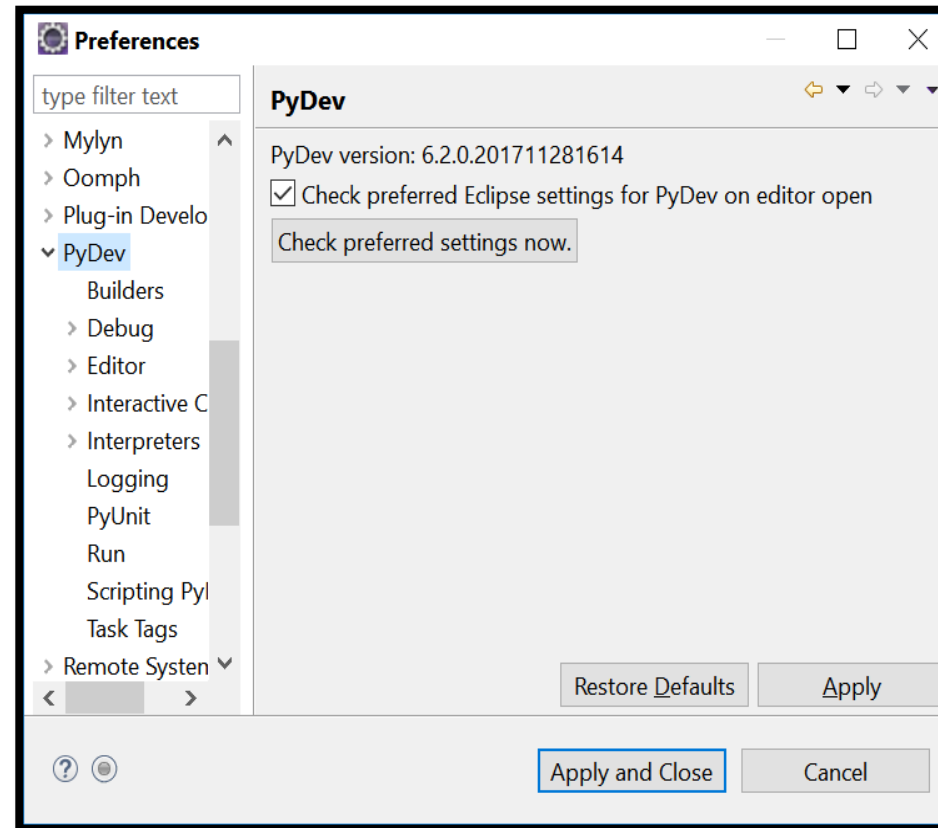 Preferences
type filter text
Mylyn
Oomph
Plug-in Develo
PyDev
Builders
Debug
Editor
Interactive C
Interpreters
Logging
PyUnit
Run
Scripting Py
Task Tags
Remote System
PyDev
PyDev version: 6.2.0.201711281614
Check preferred Eclipse settings for PyDev on editor open
Check preferred settings now.
Restore Defaults
Apply
Apply and Close
Cancel